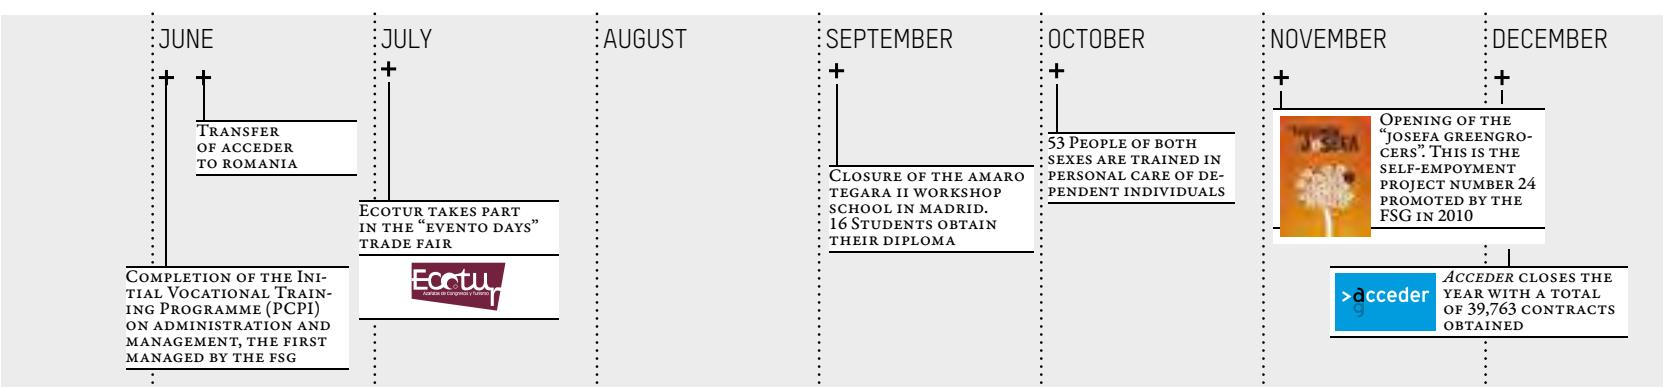 JUNE
JULY
AUGUST
SEPTEMBER
OCTOBER
NOVEMBER
DECEMBER
Transfer
of acceder
to romania
Completion of the Ini-
tial Vocational Train-
ing Programme (PCPI)
on administration and
management, the first
managed by the fsg
Ecotur takes part
in the “evento days”
trade fair
Ecotur
Azafatas de Congresos y Turismo
Closure of the amaro
tegara ii workshop
school in madrid.
16 Students obtain
their diploma
53 People of both
sexes are trained in
personal care of de-
pendent individuals
JOSEFA
Opening of the
“josefa greengro-
cers”. This is the
self-empoyment
project number 24
promoted by the
FSG in 2010
>acceder
Acceder closes the
year with a total
of 39,763 contracts
obtained